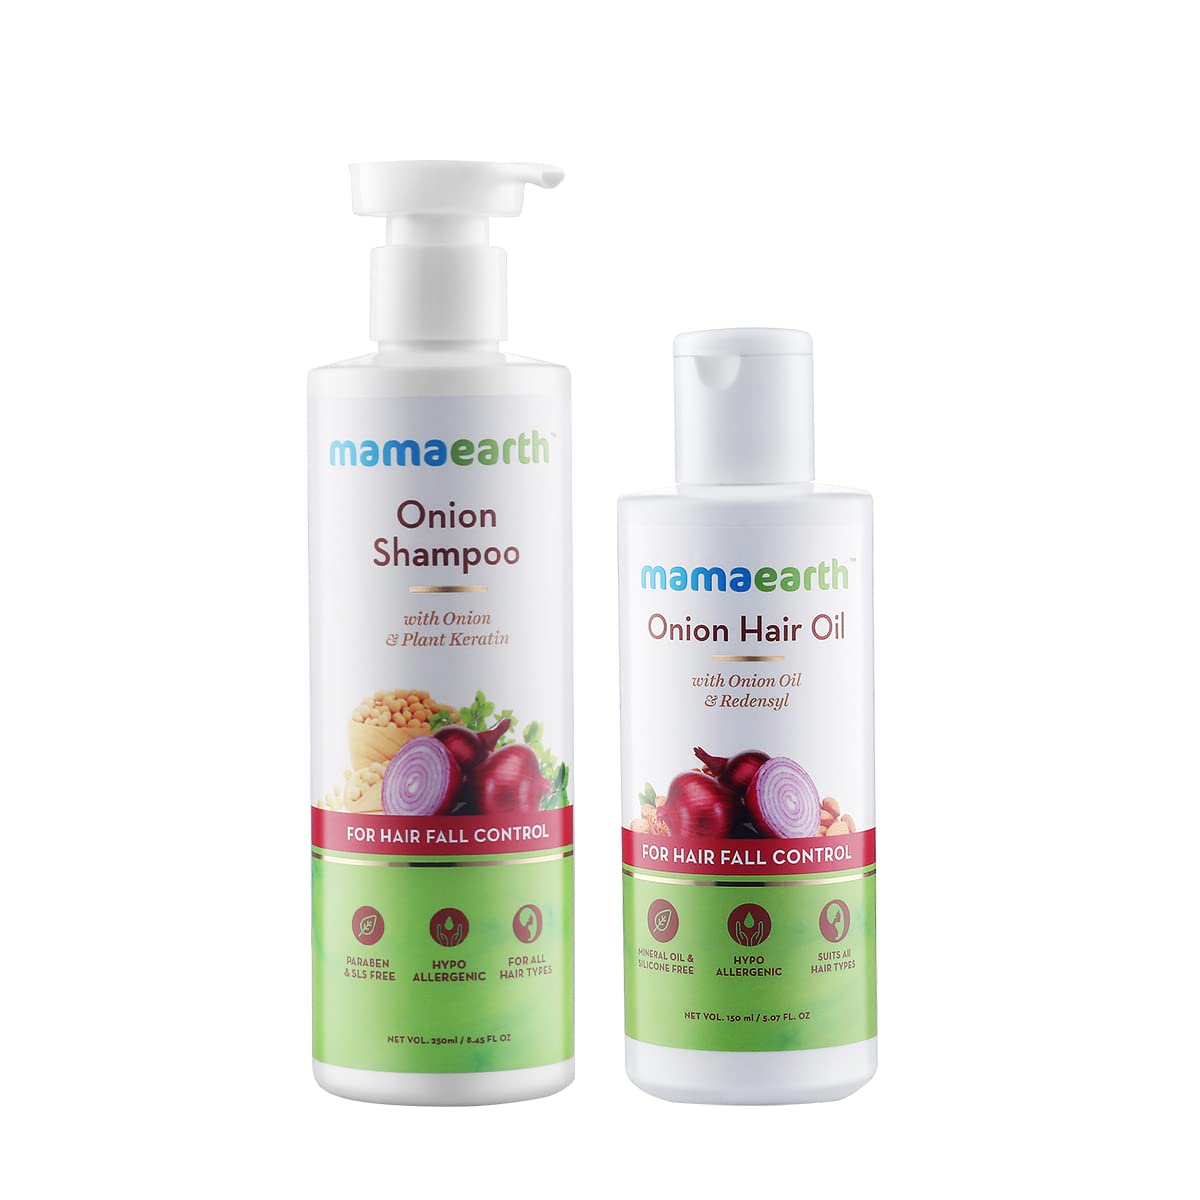 mamaearth™
Onion
Shampoo
with Onion
& Plant Keratin
FOR HAIR FALL CONTROL
PARABEN
& SLS FREE
HYPO
ALLERGENIC
FOR ALL
HAIR TYPES
NET VOL. 250ml / 8.45 FL OZ
mamaearth™
Onion Hair Oil
with Onion Oil
& Redensyl
FOR HAIR FALL CONTROL
MINERAL OIL &
SILICONE FREE
HYPO
ALLERGENIC
SUITS All
HAIR TYPES
NET VOL. 150 ml / 5.07 FL. OZ